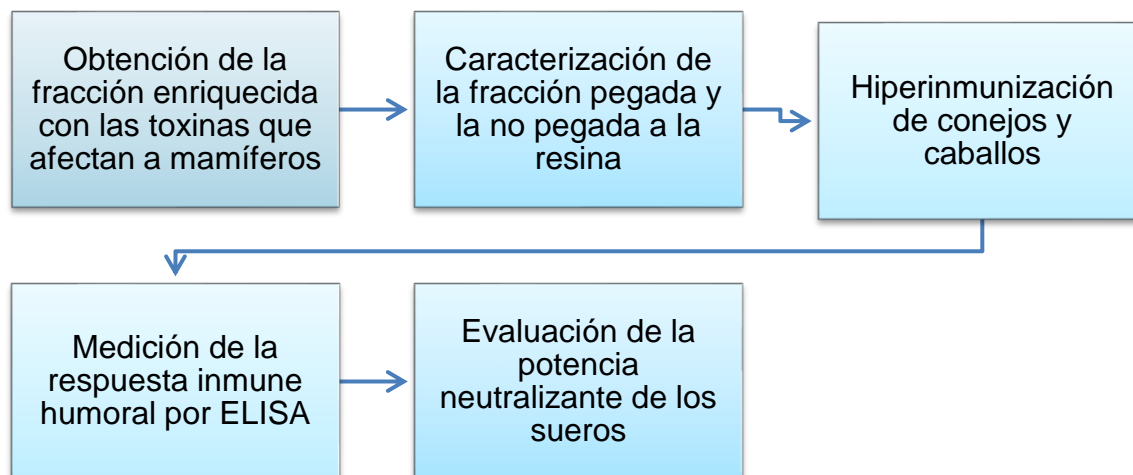 Obtención de la
fracción enriquecida
con las toxinas que
afectan a mamíferos
Caracterización de
la fracción pegada y
la no pegada a la
resina
Hiperinmunización
de conejos y
caballos
Medición de la
respuesta inmune
humoral por ELISA
Evaluación de la
potencia
neutralizante de los
sueros